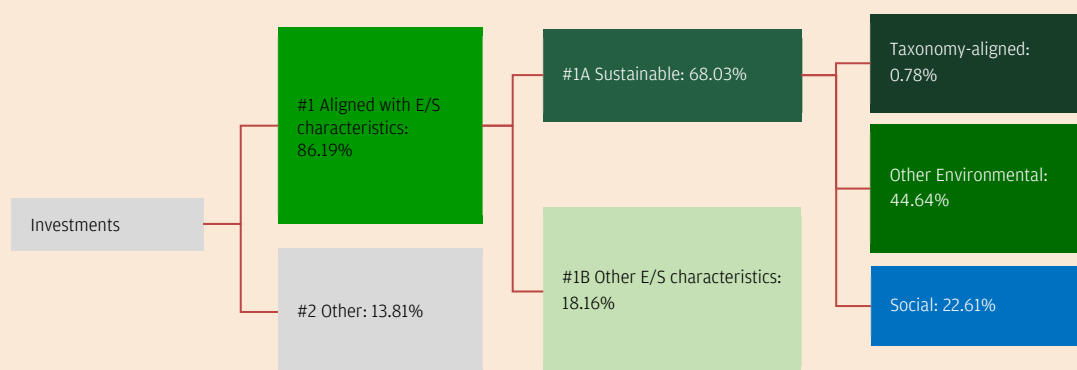 Investments
#1 Aligned with E/S
characteristics:
86.19%
#2 Other: 13.81%
#1A Sustainable: 68.03%
#1B Other E/S characteristics:
18.16%
Taxonomy-aligned:
0.78%
Other Environmental:
44.64%
Social: 22.61%